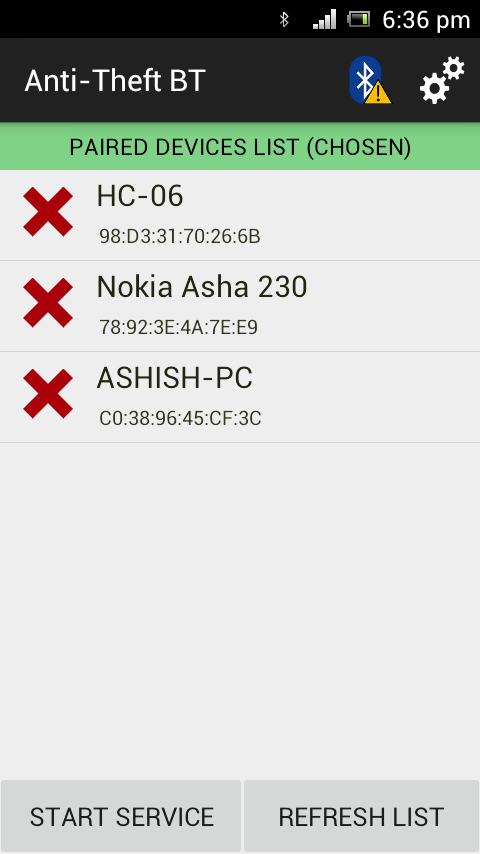 6:36 pm
Anti-Theft BT
PAIRED DEVICES LIST (CHOSEN)
HC-06
98:D3:31:70:26:6B
Nokia Asha 230
78:92:3E:4A:7E:E9
ASHISH-PC
C0:38:96:45:CF:3C
START SERVICE
REFRESH LIST